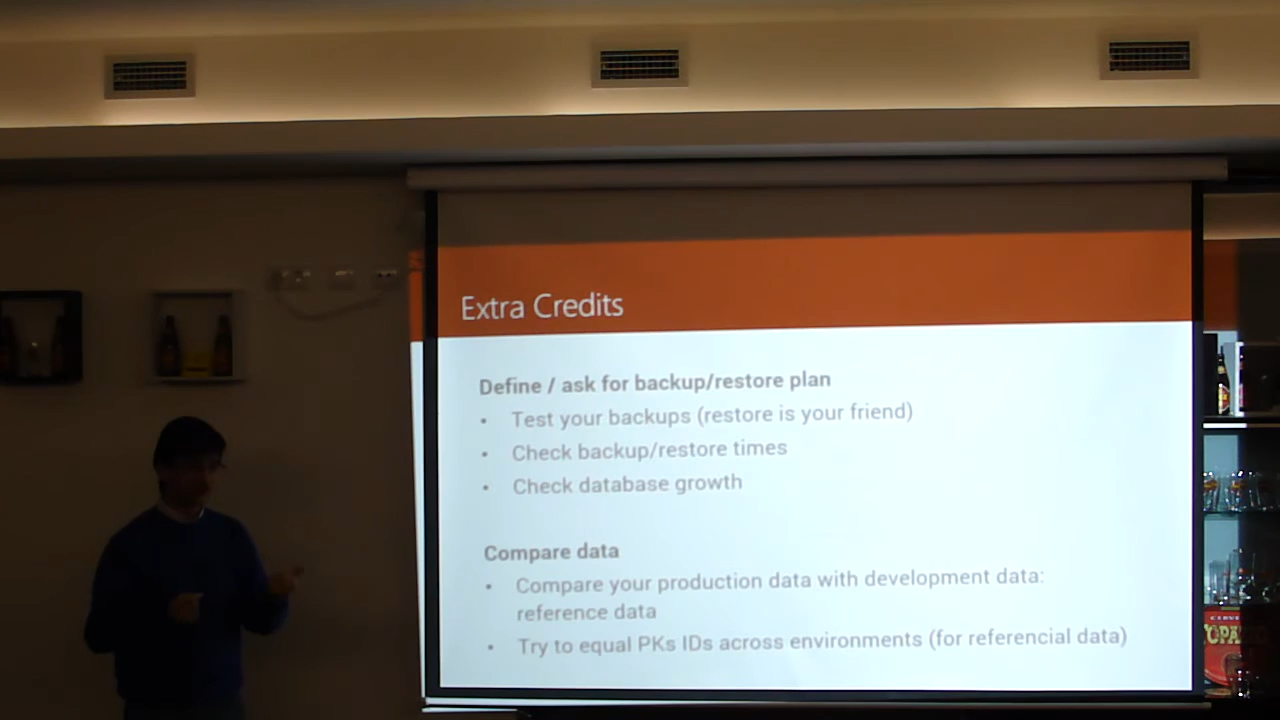 Extra Credits
Define / ask for backup/restore plan
• Test your backups (restore is your friend)
• Check backup/restore times
• Check database growth
Compare data
• Compare your production data with development data:
reference data
• Try to equal PKs IDs across environments (for referencial data)